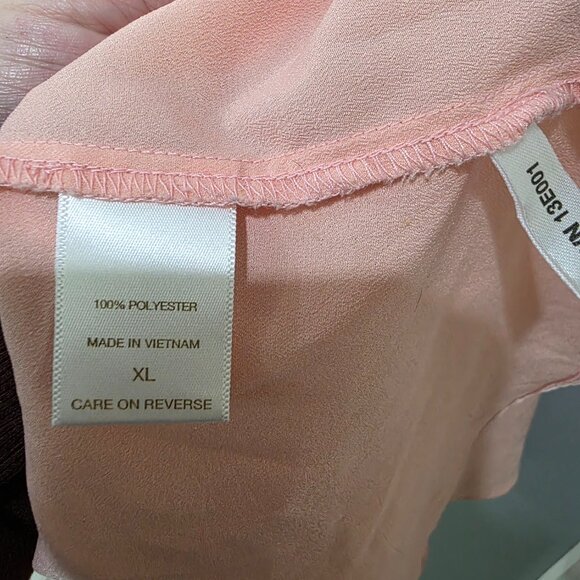 100% POLYESTER
MADE IN VIETNAM
XL
CARE ON REVERSE
N 13E001